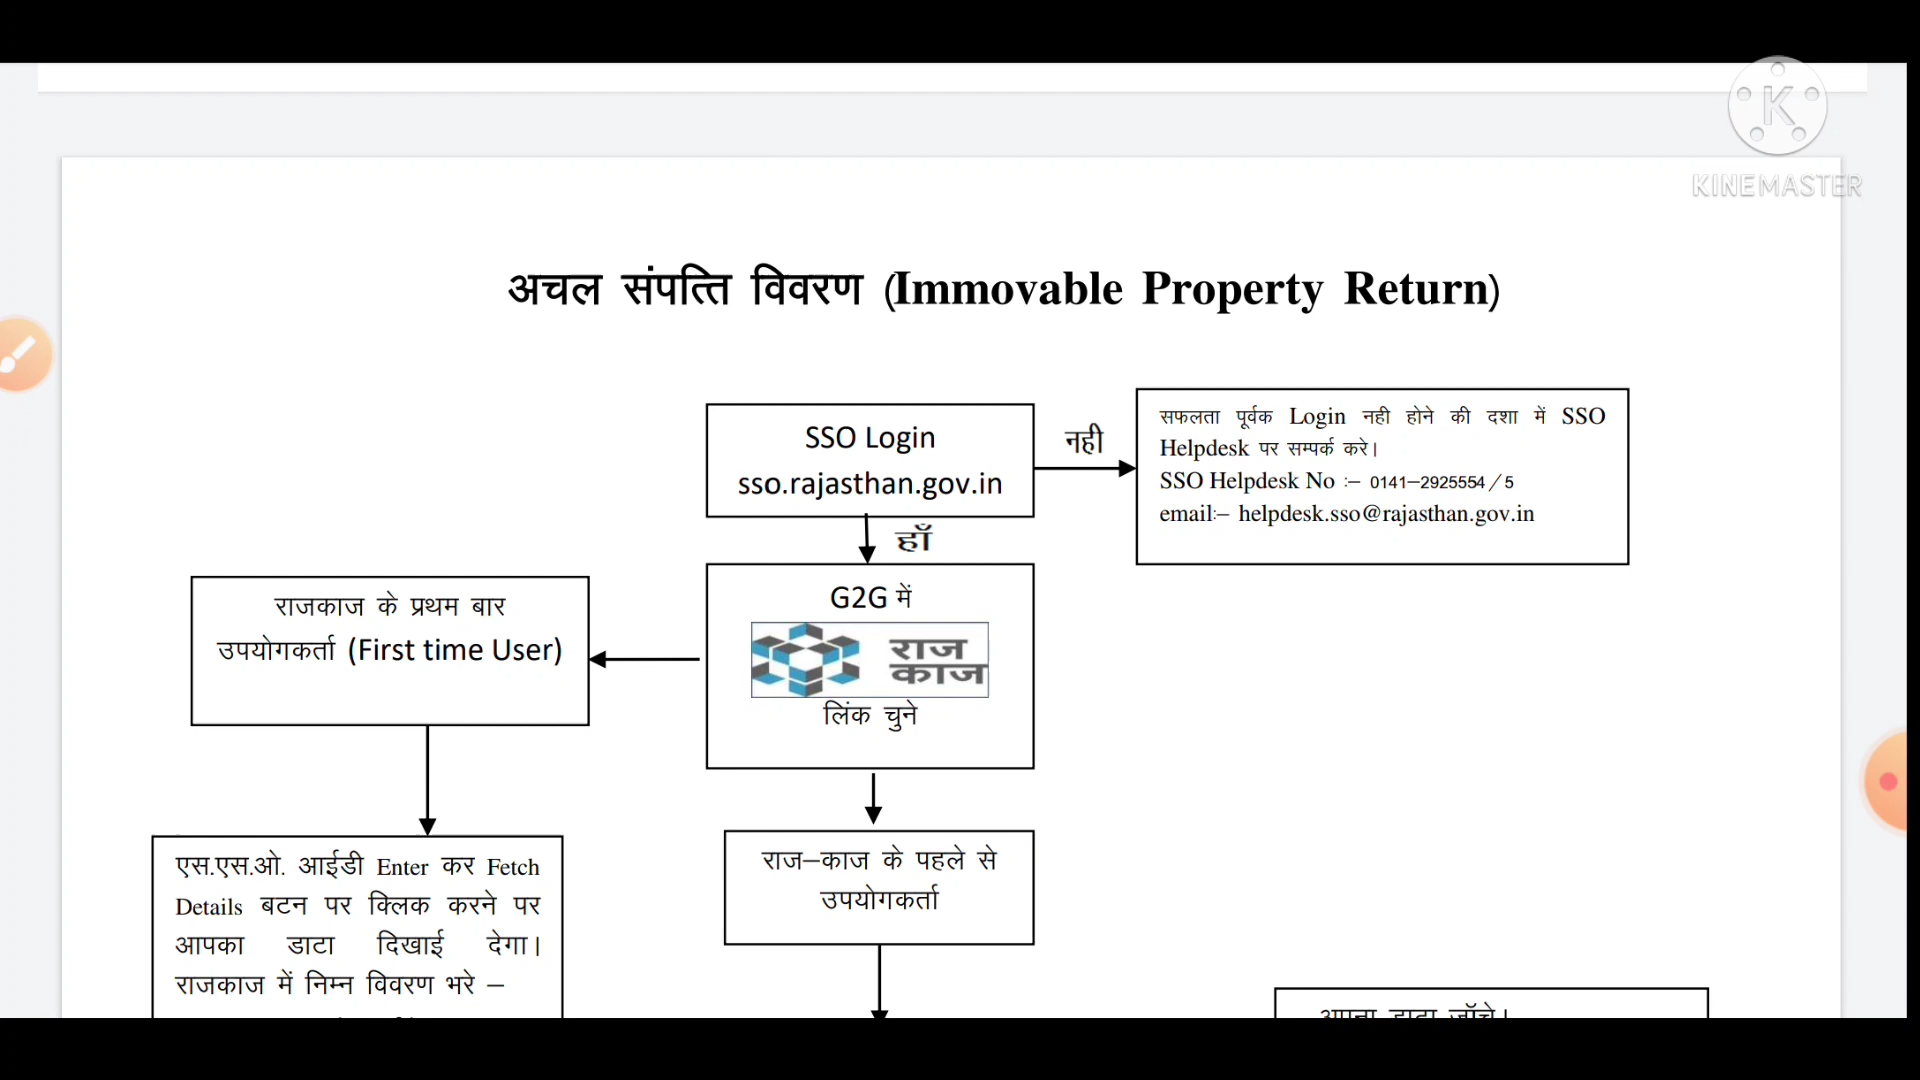 K
KINEMASTER
अचल संपत्ति विवरण (Immovable Property Return)
SSO Login
sso.rajasthan.gov.in
नही
सफलता पूर्वक Login नही होने की दशा में SSO
Helpdesk पर सम्पर्क करे।
SSO Helpdesk No :– 0141–2925554/5
email:– helpdesk.sso@rajasthan.gov.in
हाँ
G2G में
राज
काज
लिंक चुने
राजकाज के प्रथम बार
उपयोगकर्ता (First time User)
राज–काज के पहले से
उपयोगकर्ता
एस.एस.ओ. आईडी Enter कर Fetch
Details बटन पर क्लिक करने पर
आपका डाटा दिखाई देगा।
राजकाज में निम्न विवरण भरे –
अपना डाटा जॉंचे।